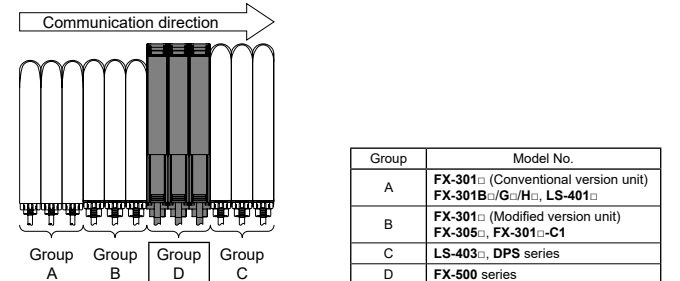 Communication direction
Group A
Group B
Group D
Group C
Group Model No.
A FX-301□ (Conventional version unit)
FX-301B□/G□/H□, LS-401□
B FX-301□ (Modified version unit)
FX-305□, FX-301□-C1
C LS-403□, DPS series
D FX-500 series